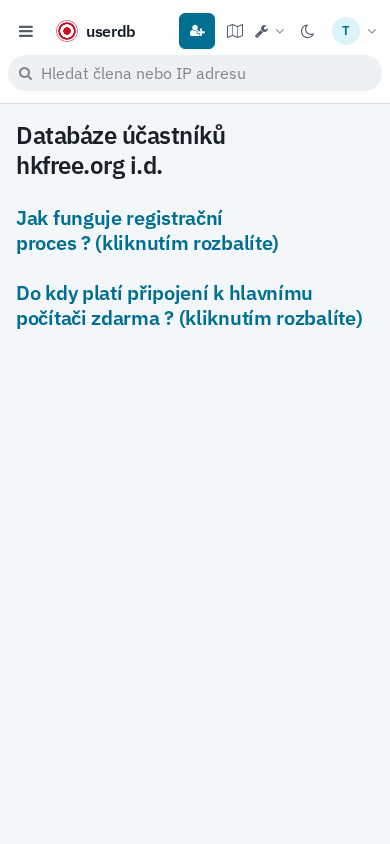 userdb
T
Hledat člena nebo IP adresu
Databáze účastníků
hkfree.org i.d.
Jak funguje registrační
proces ? (kliknutím rozbalíte)
Do kdy platí připojení k hlavnímu
počítači zdarma ? (kliknutím rozbalíte)